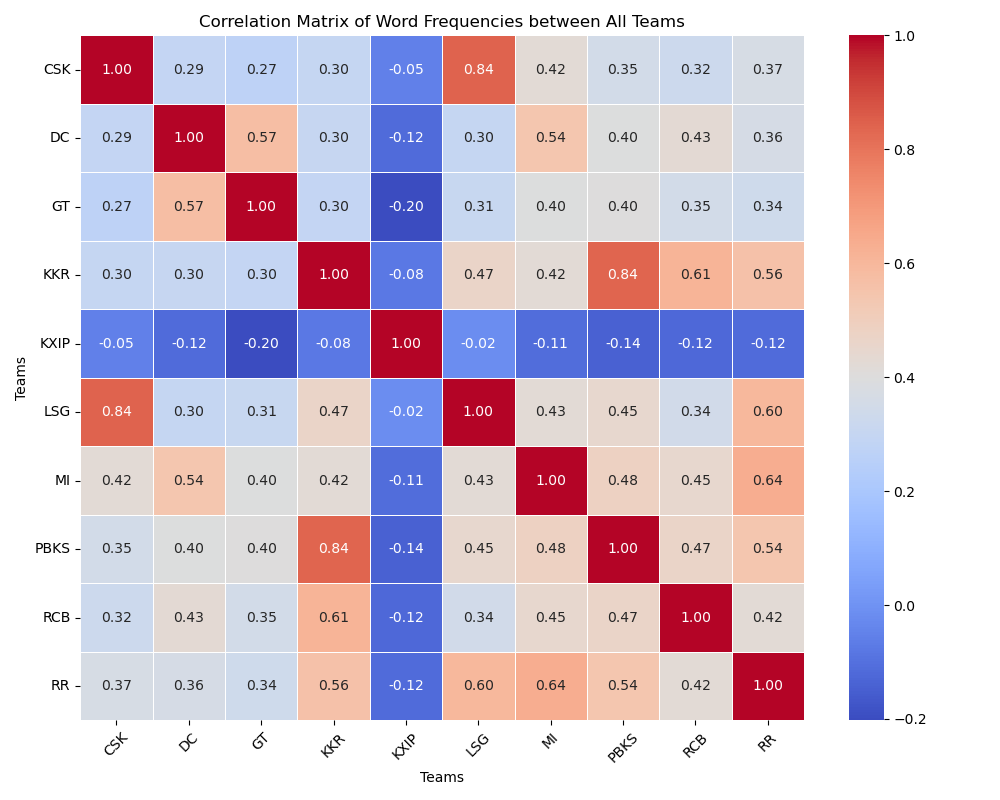 Correlation Matrix of Word Frequencies between All Teams
CSK 1.00 0.29 0.27 0.30 -0.05 0.84 0.42 0.35 0.32 0.37
DC 0.29 1.00 0.57 0.30 -0.12 0.30 0.54 0.40 0.43 0.36
GT 0.27 0.57 1.00 0.30 -0.20 0.31 0.40 0.40 0.35 0.34
KKR 0.30 0.30 0.30 1.00 -0.08 0.47 0.42 0.84 0.61 0.56
KXIP -0.05 -0.12 -0.20 -0.08 1.00 -0.02 -0.11 -0.14 -0.12 -0.12
LSG 0.84 0.30 0.31 0.47 -0.02 1.00 0.43 0.45 0.34 0.60
MI 0.42 0.54 0.40 0.42 -0.11 0.43 1.00 0.48 0.45 0.64
PBKS 0.35 0.40 0.40 0.84 -0.14 0.45 0.48 1.00 0.47 0.54
RCB 0.32 0.43 0.35 0.61 -0.12 0.34 0.45 0.47 1.00 0.42
RR 0.37 0.36 0.34 0.56 -0.12 0.60 0.64 0.54 0.42 1.00
CSK DC GT KKR KXIP LSG MI PBKS RCB RR
Teams
Teams
1.0
0.8
0.6
0.4
0.2
0.0
−0.2